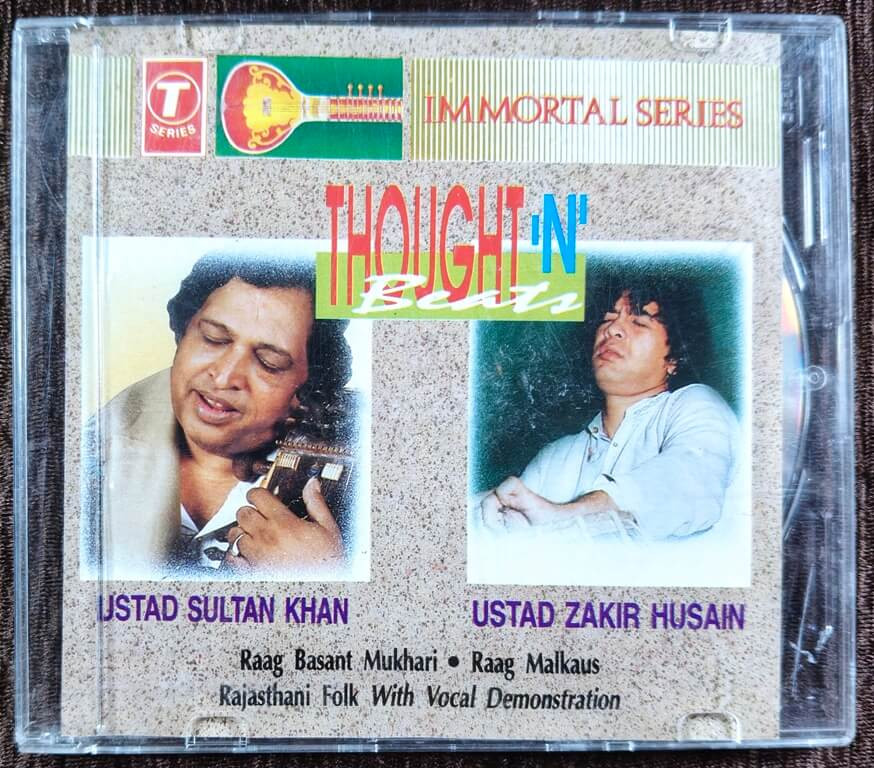 T
SERIES
IMMORTAL SERIES
THOUGHT 'N'
Beats
USTAD SULTAN KHAN
USTAD ZAKIR HUSAIN
Raag Basant Mukhari • Raag Malkaus
Rajasthani Folk With Vocal Demonstration